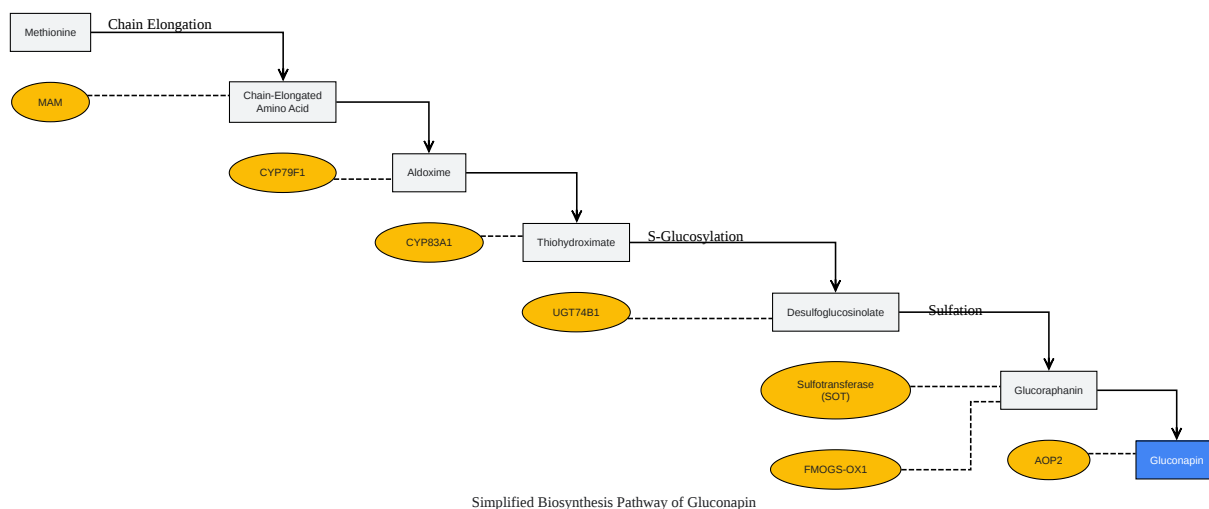 Methionine
Chain Elongation
MAM
Chain-Elongated
Amino Acid
CYP79F1
Aldoxime
CYP83A1
Thiohydroximate
S-Glucosylation
UGT74B1
Desulfoglucosinolate
Sulfation
Sulfotransferase
(SOT)
Glucoraphanin
FMOGS-OX1
AOP2
Gluconapin
Simplified Biosynthesis Pathway of Gluconapin